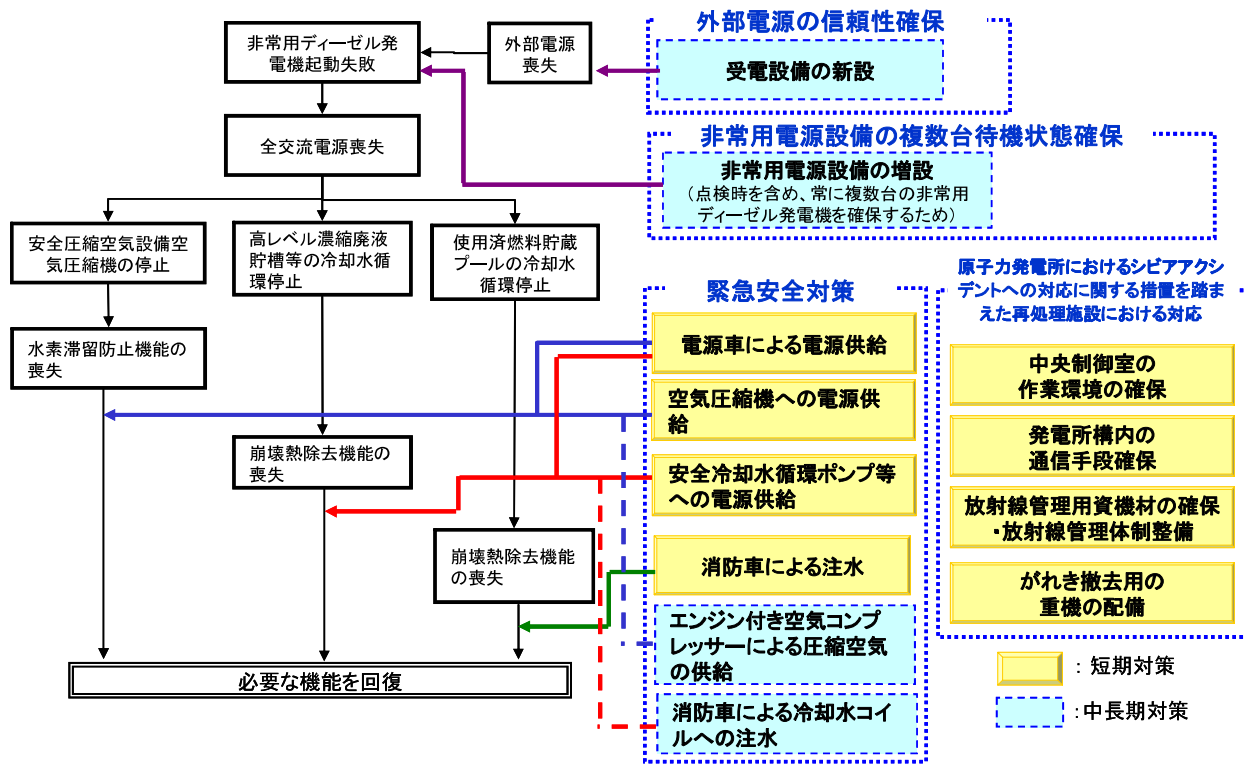 非常用ディーゼル発
電機起動失敗
外部電源
喪失
全交流電源喪失
安全圧縮空気設備空
気圧縮機の停止
高レベル濃縮廃液
貯槽等の冷却水循
環停止
使用済燃料貯蔵
プールの冷却水
循環停止
水素滞留防止機能の
喪失
崩壊熱除去機能の
喪失
崩壊熱除去機能
の喪失
必要な機能を回復
外部電源の信頼性確保
受電設備の新設
非常用電源設備の複数台待機状態確保
非常用電源設備の増設
（点検時を含め、常に複数台の非常用
ディーゼル発電機を確保するため）
緊急安全対策
電源車による電源供給
空気圧縮機への電源供
給
安全冷却水循環ポンプ等
への電源供給
消防車による注水
エンジン付き空気コンプ
レッサーによる圧縮空気
の供給
消防車による冷却水コイ
ルへの注水
原子力発電所におけるシビアアクシ
デントへの対応に関する措置を踏ま
えた再処理施設における対応
中央制御室の
作業環境の確保
発電所構内の
通信手段確保
放射線管理用資機材の確保
・放射線管理体制整備
がれき撤去用の
重機の配備
：短期対策
：中長期対策